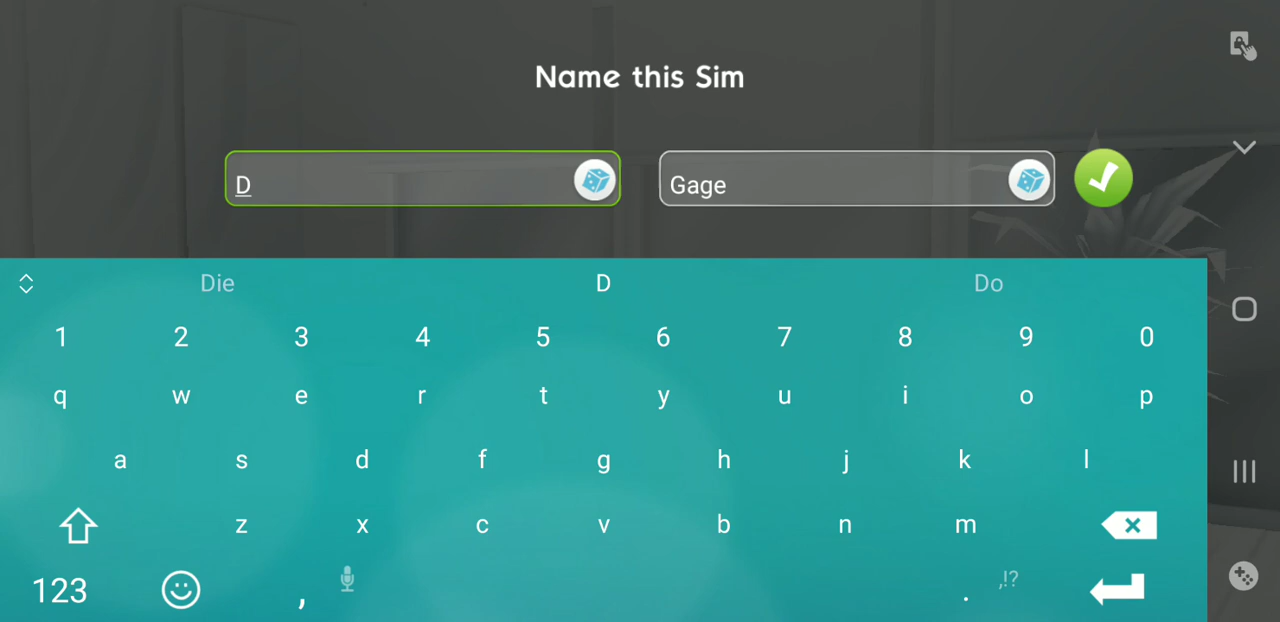 Name this Sim
D Gage
Die D Do
1 2 3 4 5 6 7 8 9 0
q w e r t y u i o p
a s d f g h j k l
z x c v b n m
,!?
123 , .